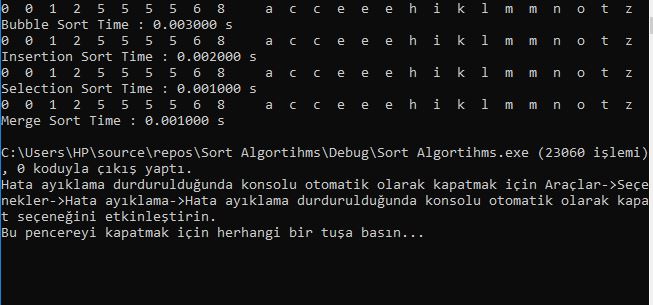 0 0 1 2 5 5 5 5 6 8 a c c e e e h i k l m m n o t z
Bubble Sort Time : 0.003000 s
0 0 1 2 5 5 5 5 6 8 a c c e e e h i k l m m n o t z
Insertion Sort Time : 0.002000 s
0 0 1 2 5 5 5 5 6 8 a c c e e e h i k l m m n o t z
Selection Sort Time : 0.001000 s
0 0 1 2 5 5 5 5 6 8 a c c e e e h i k l m m n o t z
Merge Sort Time : 0.001000 s
C:\Users\HP\source\repos\Sort Algortihms\Debug\Sort Algortihms.exe (23060 işlemi)
, 0 koduyla çıkış yaptı.
Hata ayıklama durdurulduğunda konsolu otomatik olarak kapatmak için Araçlar->Seçe
nekler->Hata ayıklama->Hata ayıklama durdurulduğunda konsolu otomatik olarak kapa
t seçeneğini etkinleştirin.
Bu pencereyi kapatmak için herhangi bir tuşa basın...